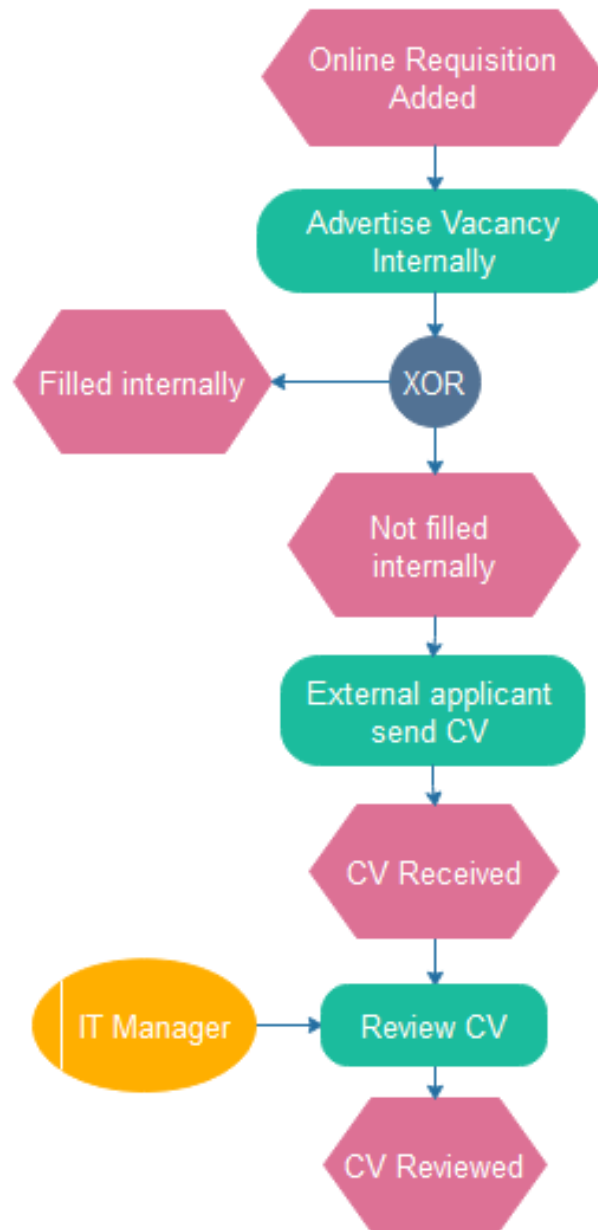 Online Requisition
Added
Advertise Vacancy
Internally
XOR
Filled internally
Not filled
internally
External applicant
send CV
CV Received
IT Manager
Review CV
CV Reviewed